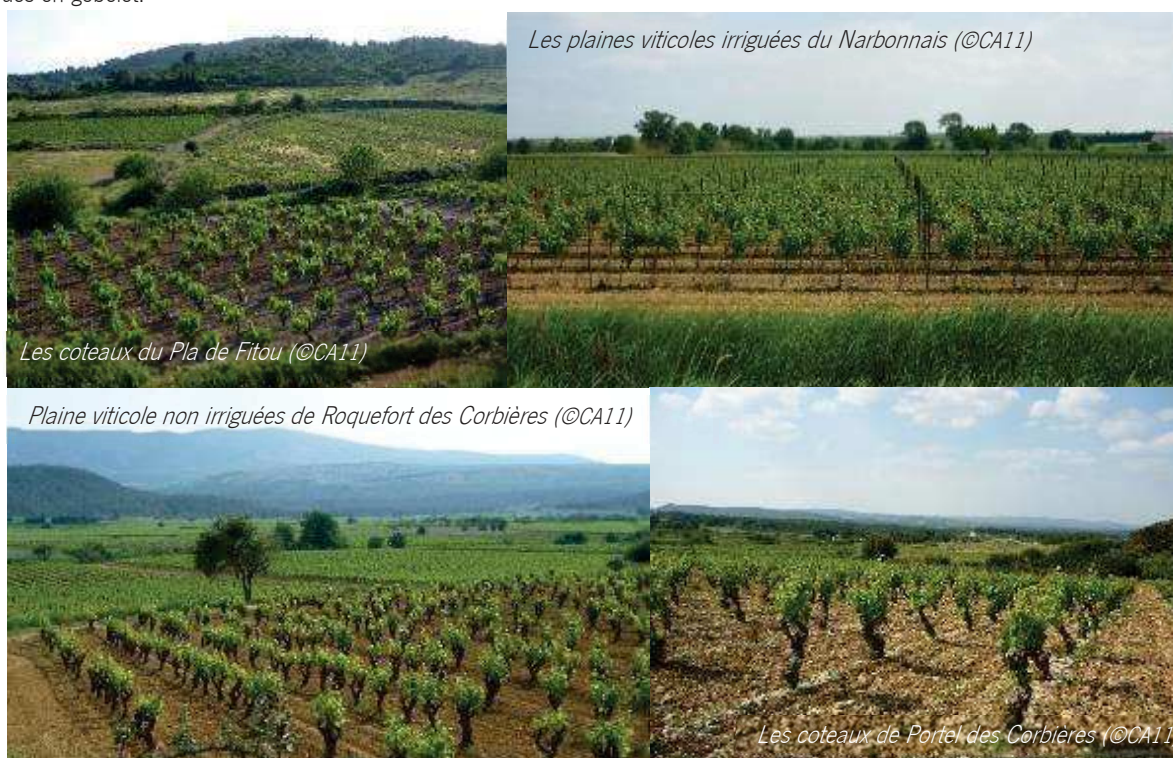 en gobelet.
Les plaines viticoles irriguées du Narbonnais (©CA11)
Les coteaux du Pla de Fitou (©CA11)
Plaine viticole non irriguées de Roquefort des Corbières (©CA11)
Les coteaux de Portel des Corbières (©CA11